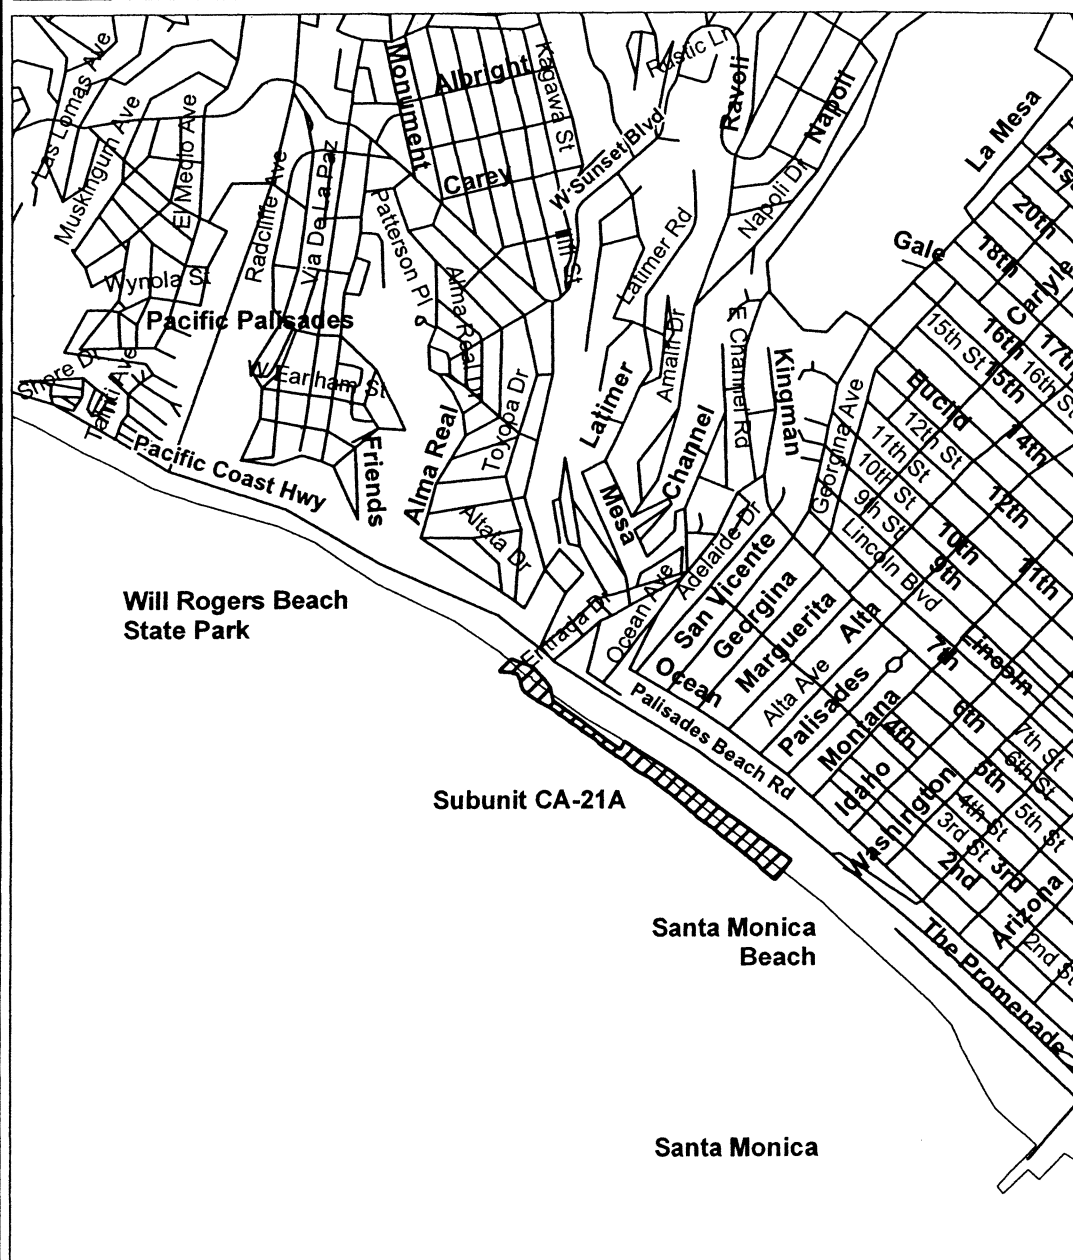 Las Lomas Ave
Muskingum Ave
El Medio Ave
Radcliffe Ave
Via De La Paz
Monument
Albright
Kagawa St
Carey
W Sunset Blvd
Rustic Ln
Ravoli
Napoli
Napoli Dr
La Mesa
21st
20th
18th
Gale
Carlyle
17th
16th
16th St
15th St
15th
14th
Patterson Pl
Alma Real Dr
Latimer Rd
Amalfi Dr
E Channel Rd
Kingman
Georgina Ave
Euclid
12th St
11th St
10th St
9th St
12th
11th
10th
9th
Lincoln Blvd
Wynola St
Pacific Palisades
Shore Dr
Tahiti Ave
W Earlham St
Pacific Coast Hwy
Friends
Alma Real
Toyopa Dr
Altata Dr
Latimer
Mesa
Channel
Adelaide Dr
Ocean Ave
Entrada Dr
San Vicente
Georgina
Marguerita
Alta
Alta Ave
Ocean
Palisades
Montana
7th
Lincoln
6th
7th St
6th St
5th
5th St
4th
4th St
3rd St
3rd
2nd
2nd St
Idaho
Washington
Arizona
Palisades Beach Rd
The Promenade
Will Rogers Beach
State Park
Subunit CA-21A
Santa Monica
Beach
Santa Monica